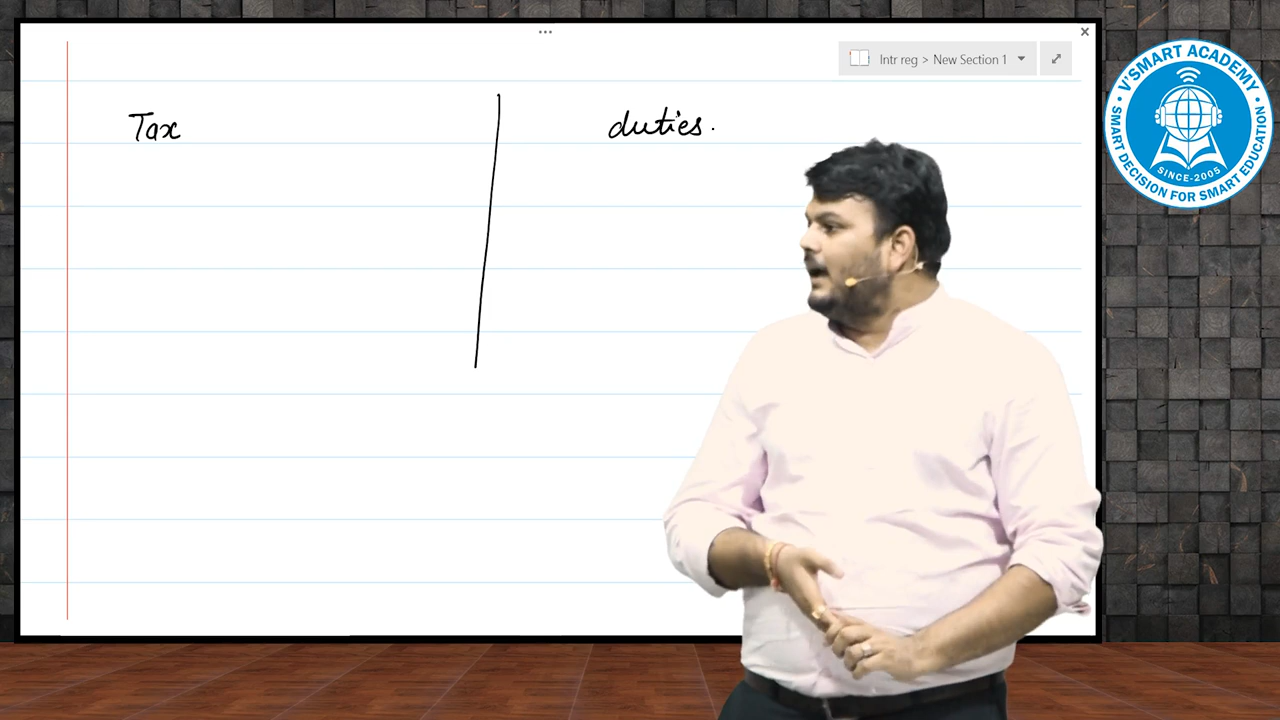 ...
Intr reg > New Section 1
Tax
duties.
V'SMART ACADEMY
SINCE-2005
SMART DECISION FOR SMART EDUCATION